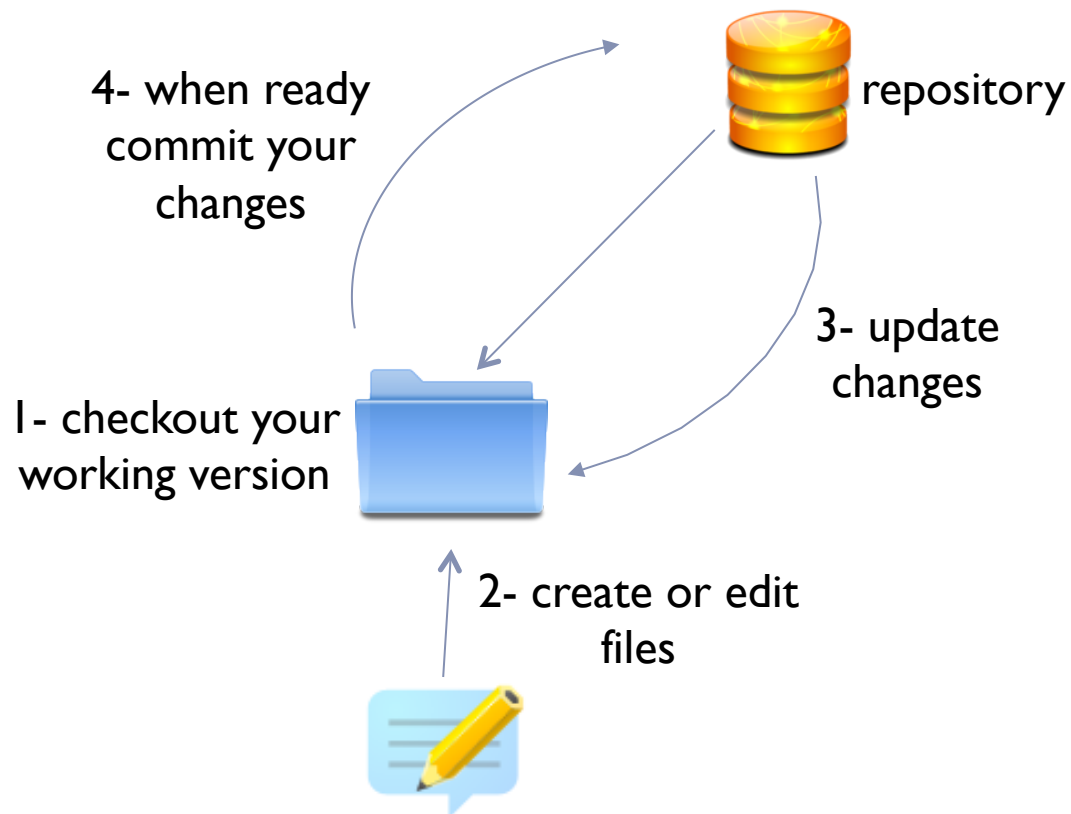 4- when ready
commit your
changes
repository
3- update
changes
1- checkout your
working version
2- create or edit
files